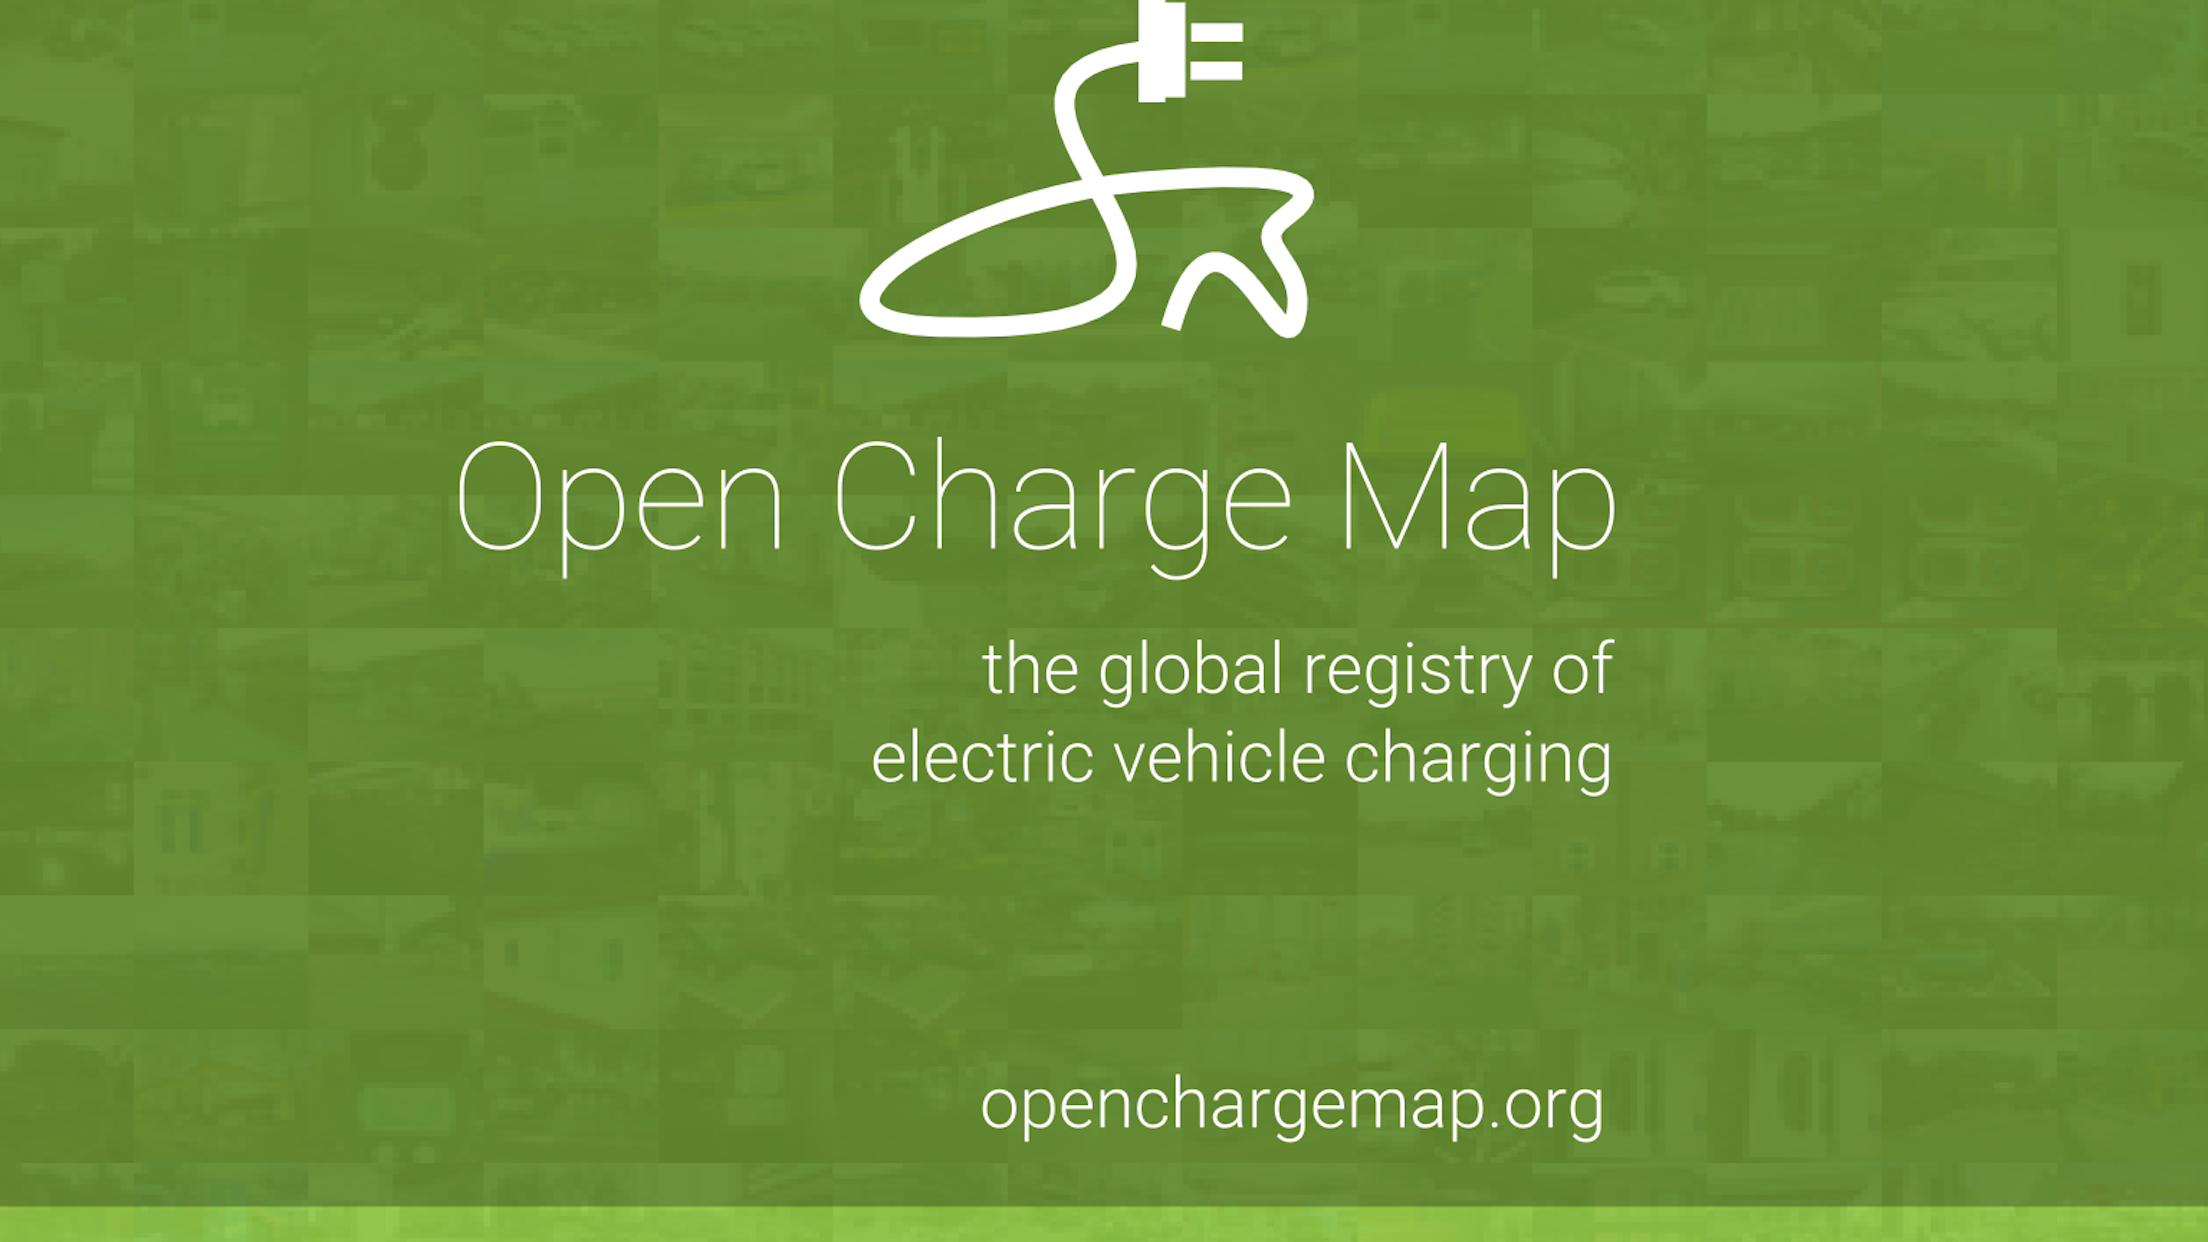 Open Charge Map
the global registry of
electric vehicle charging
openchargemap.org